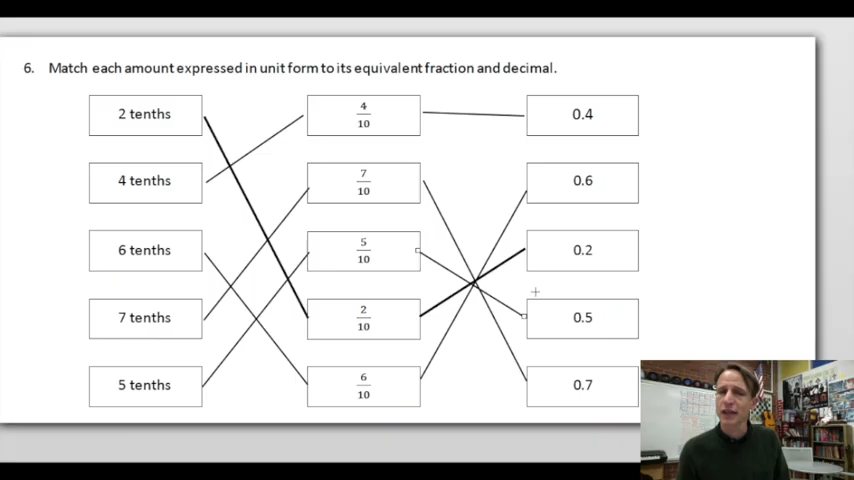 6. Match each amount expressed in unit form to its equivalent fraction and decimal.
2 tenths
4/10
0.4
4 tenths
7/10
0.6
6 tenths
5/10
0.2
7 tenths
2/10
0.5
5 tenths
6/10
0.7